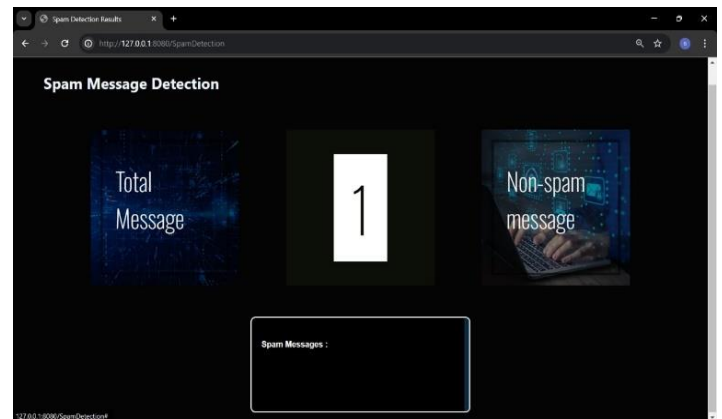 Spam Detection Results
http://127.0.0.1:8080/SpamDetection
Spam Message Detection
Total
Message
1
Non-spam
message
Spam Messages :
127.0.0.1:8080/SpamDetection#